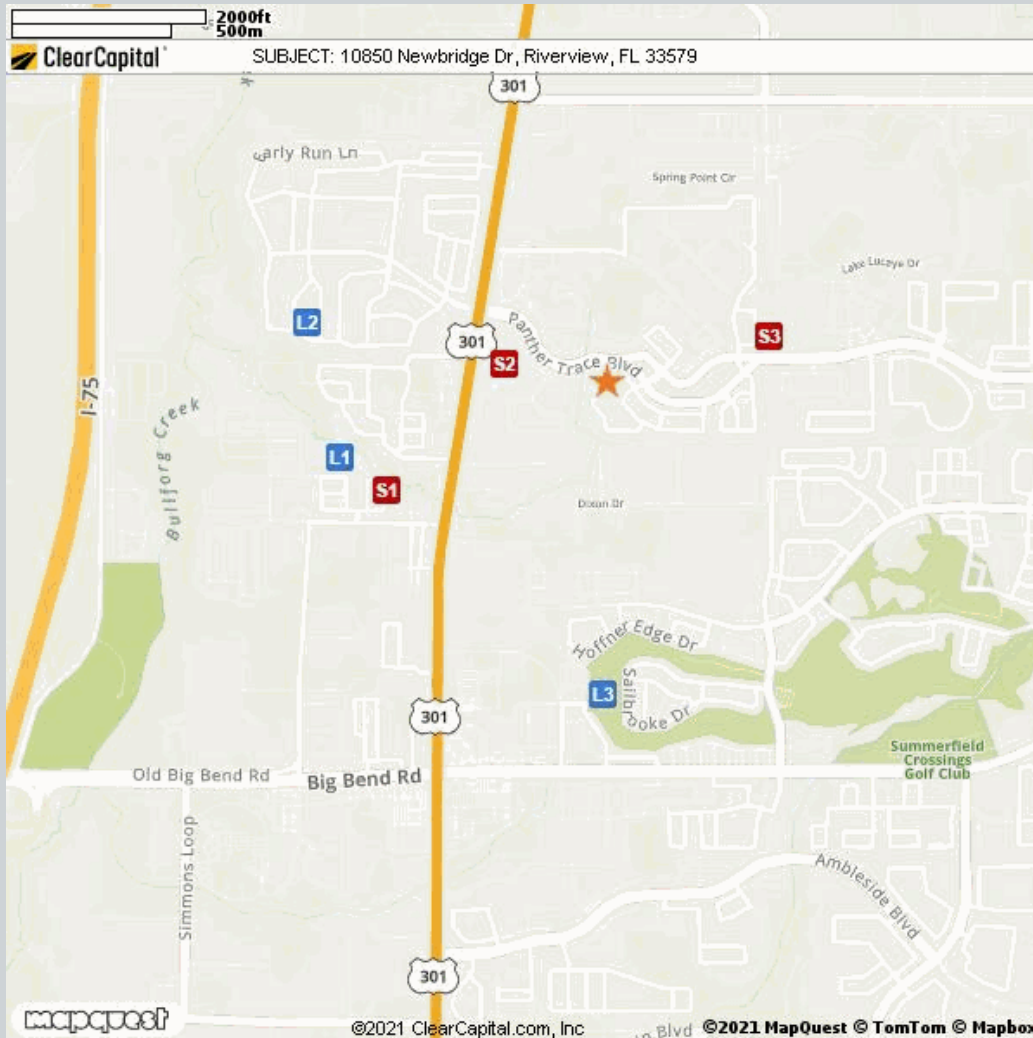 2000ft
500m
ClearCapital
SUBJECT: 10850 Newbridge Dr, Riverview, FL 33579
301
Early Run Ln
Spring Point Cir
Lake Lucaya Dr
L2
Panther Trace Blvd
301
S2
S3
I-75
Bullfrog Creek
L1
S1
Dixon Dr
Hoffner Edge Dr
Sailbrooke Dr
L3
301
Summerfield
Crossings
Golf Club
Old Big Bend Rd
Big Bend Rd
Simmons Loop
Ambleside Blvd
301
mapquest
©2021 ClearCapital.com, Inc
Blvd
©2021 MapQuest © TomTom © Mapbox